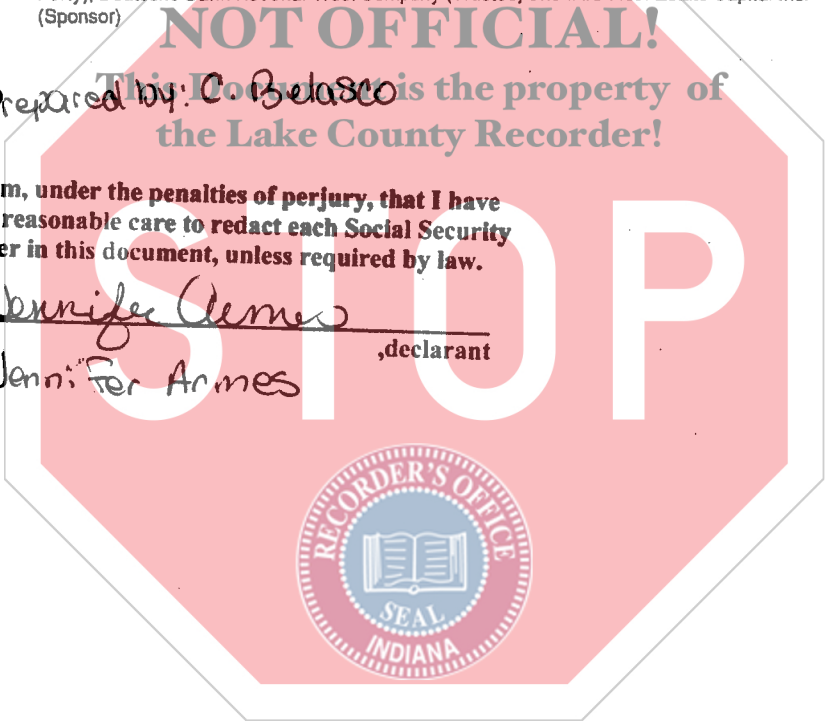 (Sponsor)
NOT OFFICIAL!
This Document is the property of
the Lake County Recorder!
repared by: C. Belasco
m, under the penalties of perjury, that I have
reasonable care to redact each Social Security
er in this document, unless required by law.
Jennifer Armes
,declarant
Jennifer Armes
STOP
RECORDER'S OFFICE
SEAL
INDIANA